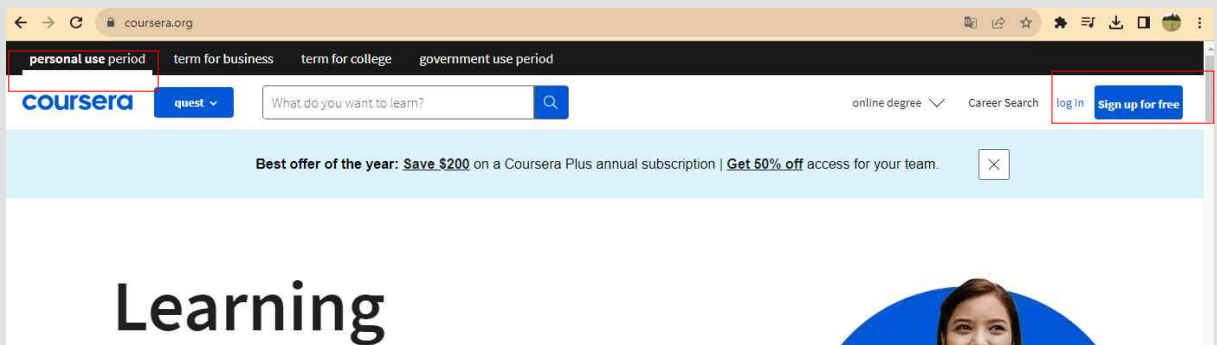 coursera.org
personal use period term for business term for college government use period
coursera quest What do you want to learn? online degree Career Search log in Sign up for free
Best offer of the year: Save $200 on a Coursera Plus annual subscription | Get 50% off access for your team.
Learning